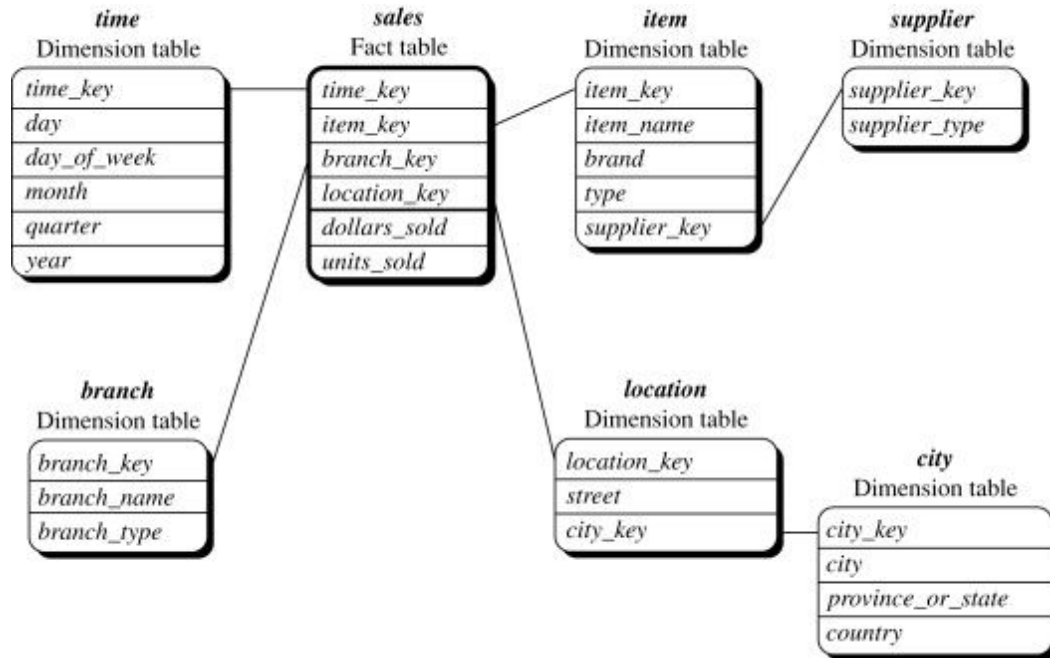 time
Dimension table
time_key
day
day_of_week
month
quarter
year
sales
Fact table
time_key
item_key
branch_key
location_key
dollars_sold
units_sold
item
Dimension table
item_key
item_name
brand
type
supplier_key
supplier
Dimension table
supplier_key
supplier_type
branch
Dimension table
branch_key
branch_name
branch_type
location
Dimension table
location_key
street
city_key
city
Dimension table
city_key
city
province_or_state
country